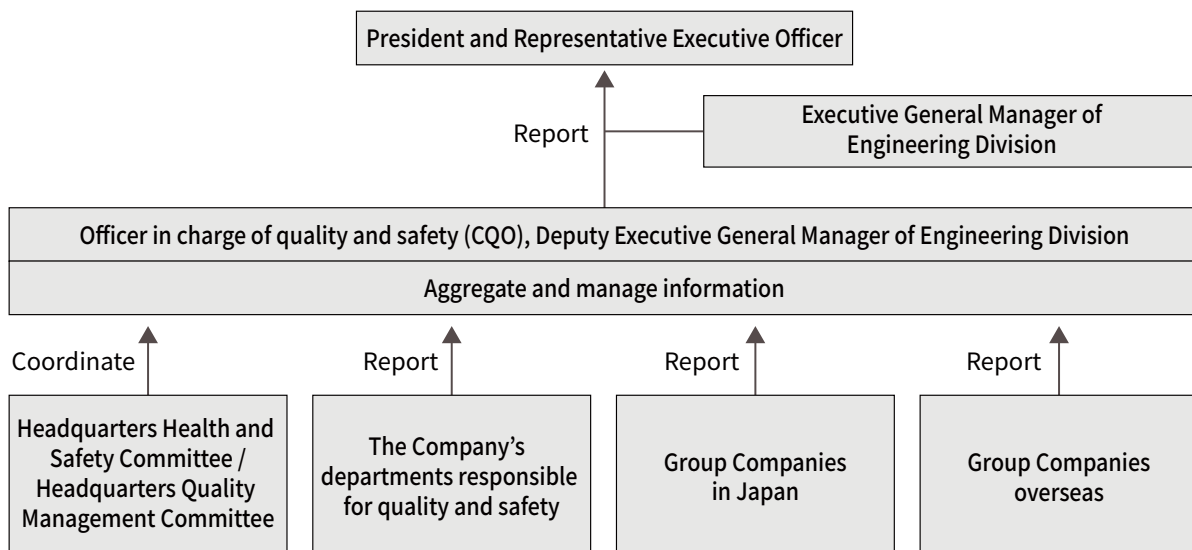 President and Representative Executive Officer
Report
Executive General Manager of
Engineering Division
Officer in charge of quality and safety (CQO), Deputy Executive General Manager of Engineering Division
Aggregate and manage information
Coordinate
Report
Report
Report
Headquarters Health and
Safety Committee /
Headquarters Quality
Management Committee
The Company’s
departments responsible
for quality and safety
Group Companies
in Japan
Group Companies
overseas